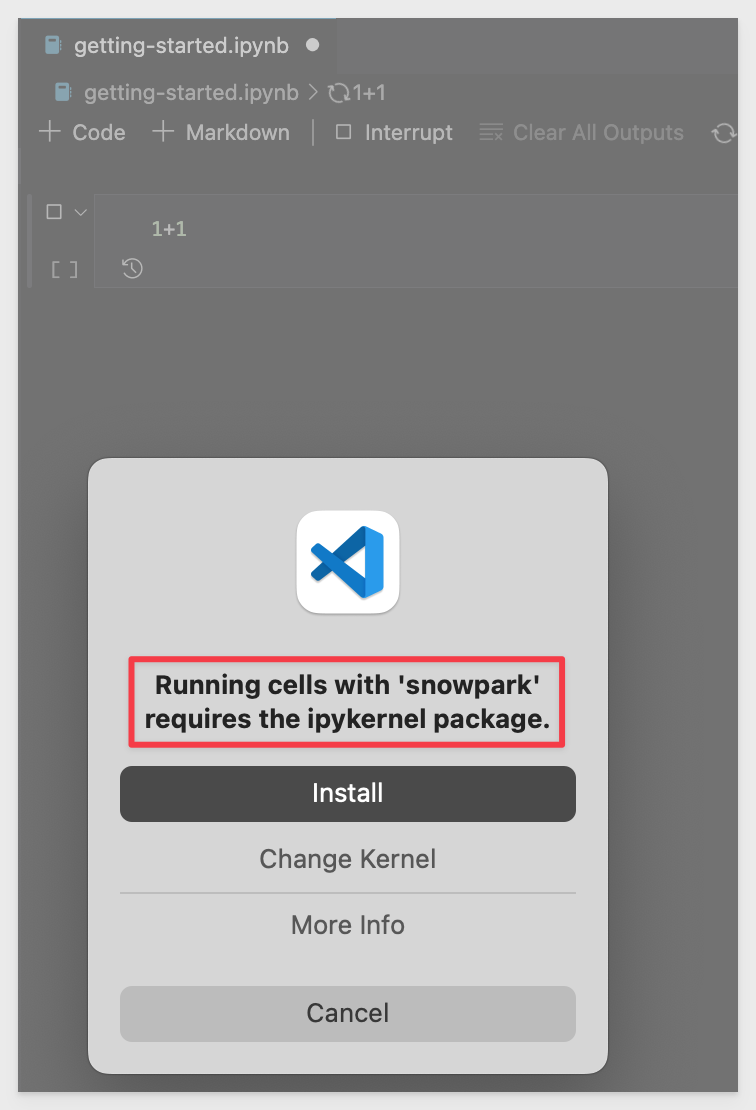 getting-started.ipynb
getting-started.ipynb > 1+1
+ Code + Markdown | Interrupt Clear All Outputs
1+1
[ ]
Running cells with 'snowpark'
requires the ipykernel package.
Install
Change Kernel
More Info
Cancel